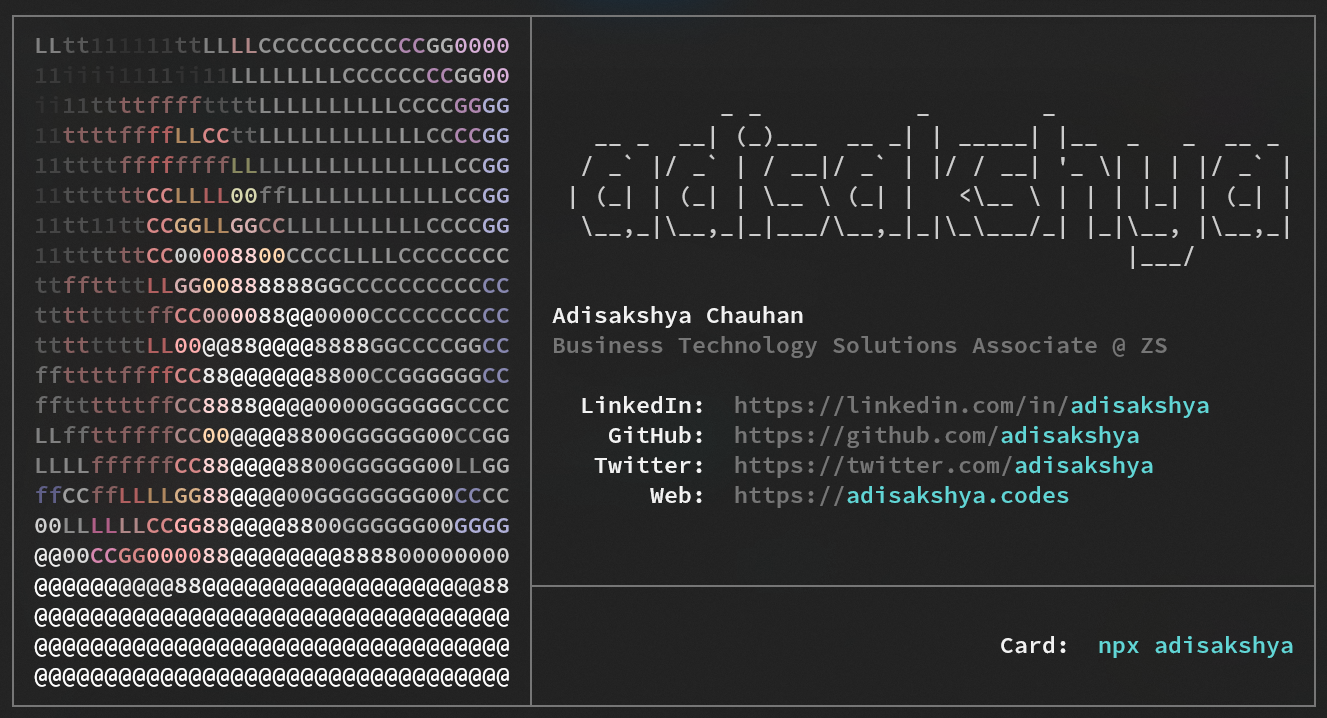 LLtt111111ttLLLLCCCCCCCCCCCCGG0000
11iiii1111ii11LLLLLLLLCCCCCCCCGG00
ii11ttttffffttttLLLLLLLLLLCCCCGGGG
11ttttffffLLCCttLLLLLLLLLLLLCCCCGG
11ttttffffffffLLLLLLLLLLLLLLLLCCGG
11ttttttCCLLLL00ffLLLLLLLLLLLLCCGG
11tt11ttCCGGLLGGCCLLLLLLLLLLCCCCGG
11ttttttCC00008800CCCCLLLLCCCCCCCC
ttffttttLLGG00888888GGCCCCCCCCCCCC
ttttttttffCC000088@@0000CCCCCCCCCC
ttttttttLL00@@88@@@@8888GGCCCCGGCC
ffttttffffCC88@@@@@@8800CCGGGGGGCC
ffttttttffCC8888@@@@0000GGGGGGCCCC
LLffttffffCC00@@@@8800GGGGGG00CCGG
LLLLffffffCC88@@@@8800GGGGGG00LLGG
ffCCffLLLLGG88@@@@00GGGGGGGG00CCCC
00LLLLLLCCGG88@@@@8800GGGGGG00GGGG
@@00CCGG000088@@@@@@@@888800000000
@@@@@@@@@@88@@@@@@@@@@@@@@@@@@@@88
@@@@@@@@@@@@@@@@@@@@@@@@@@@@@@@@@@
@@@@@@@@@@@@@@@@@@@@@@@@@@@@@@@@@@
@@@@@@@@@@@@@@@@@@@@@@@@@@@@@@@@@@
adisakshya
Adisakshya Chauhan
Business Technology Solutions Associate @ ZS
LinkedIn: https://linkedin.com/in/adisakshya
GitHub: https://github.com/adisakshya
Twitter: https://twitter.com/adisakshya
Web: https://adisakshya.codes
Card: npx adisakshya